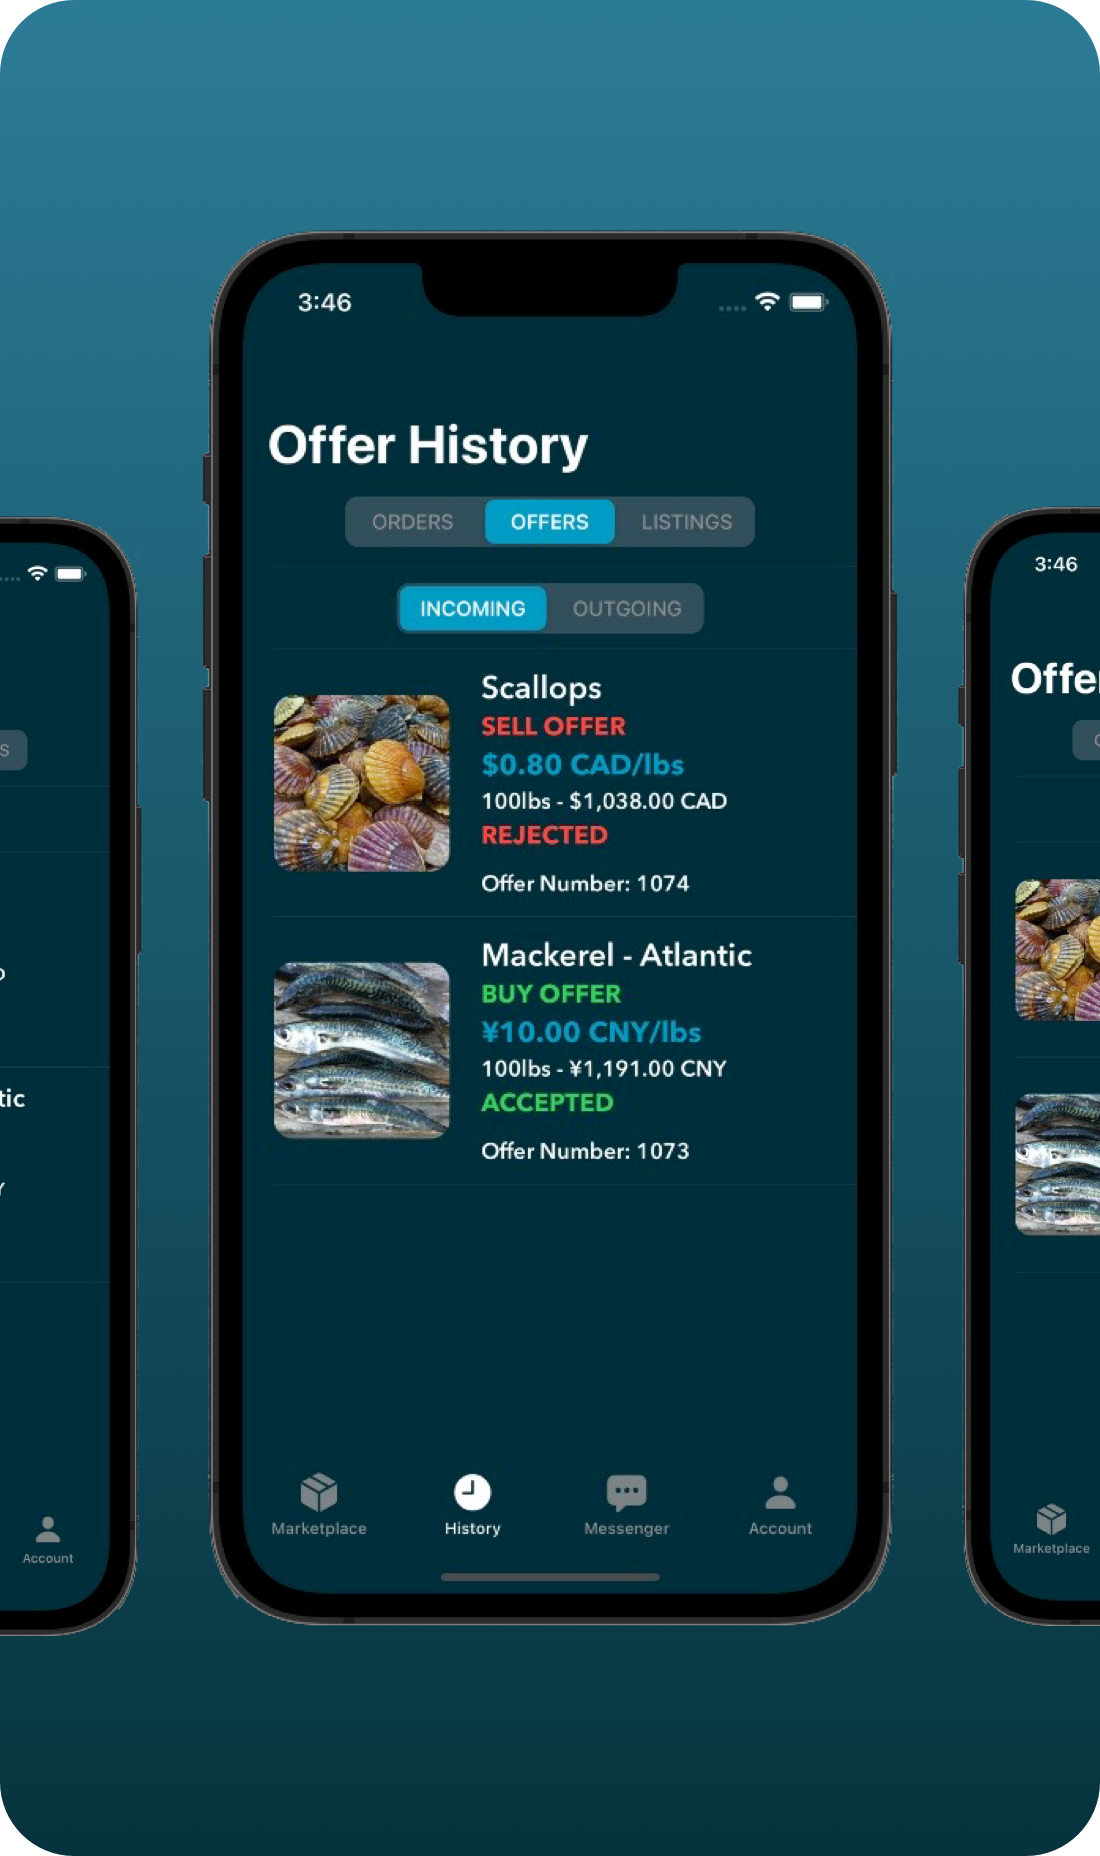 3:46
Offer History
ORDERS OFFERS LISTINGS
INCOMING OUTGOING
Scallops
SELL OFFER
$0.80 CAD/lbs
100lbs - $1,038.00 CAD
REJECTED
Offer Number: 1074
Mackerel - Atlantic
BUY OFFER
¥10.00 CNY/lbs
100lbs - ¥1,191.00 CNY
ACCEPTED
Offer Number: 1073
Marketplace History Messenger Account
S
tic
Y
Account
3:46
Offe
Marketplace